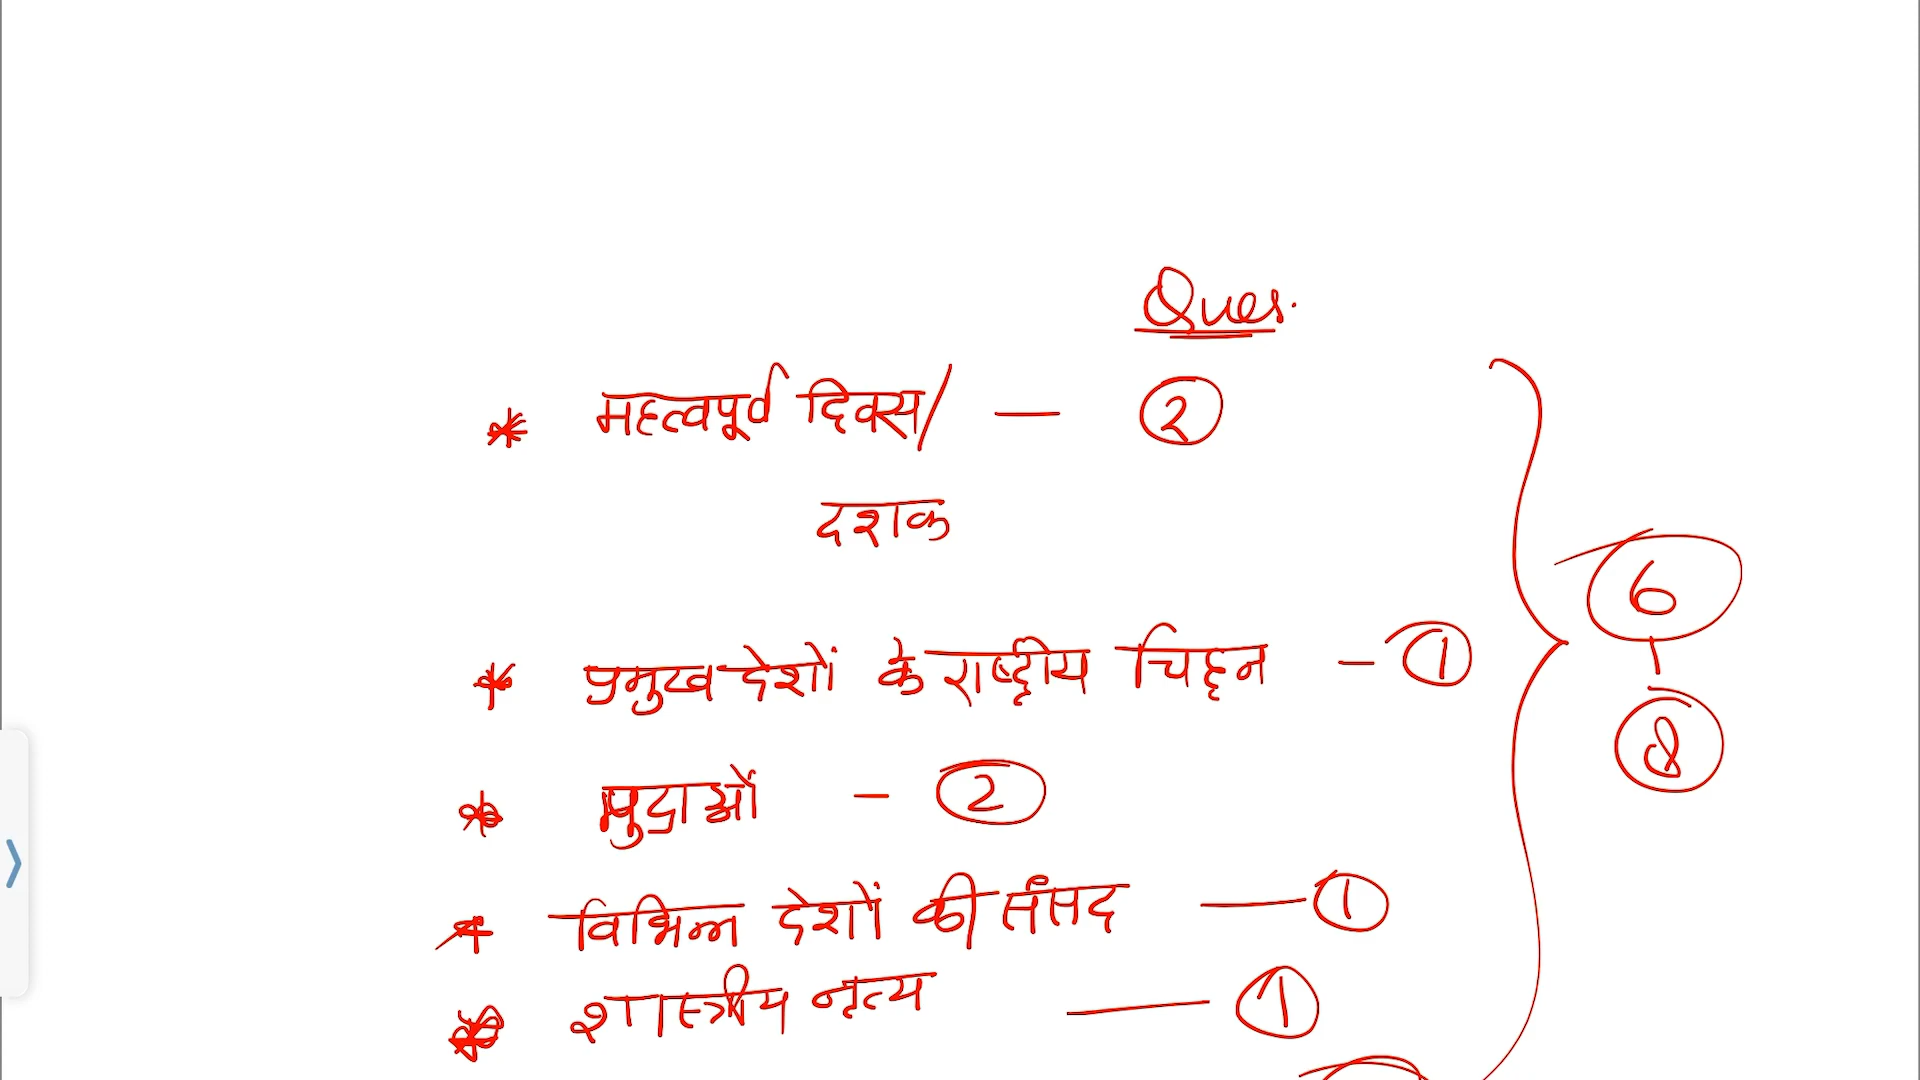 Ques.
* महत्वपूर्व दिवस/ — 2
दशक
* प्रमुख देशों के राष्ट्रीय चिह्न - 1
* मुद्राओं - 2
* विभिन्न देशों की संसद — 1
* शास्त्रीय नृत्य — 1
6
8